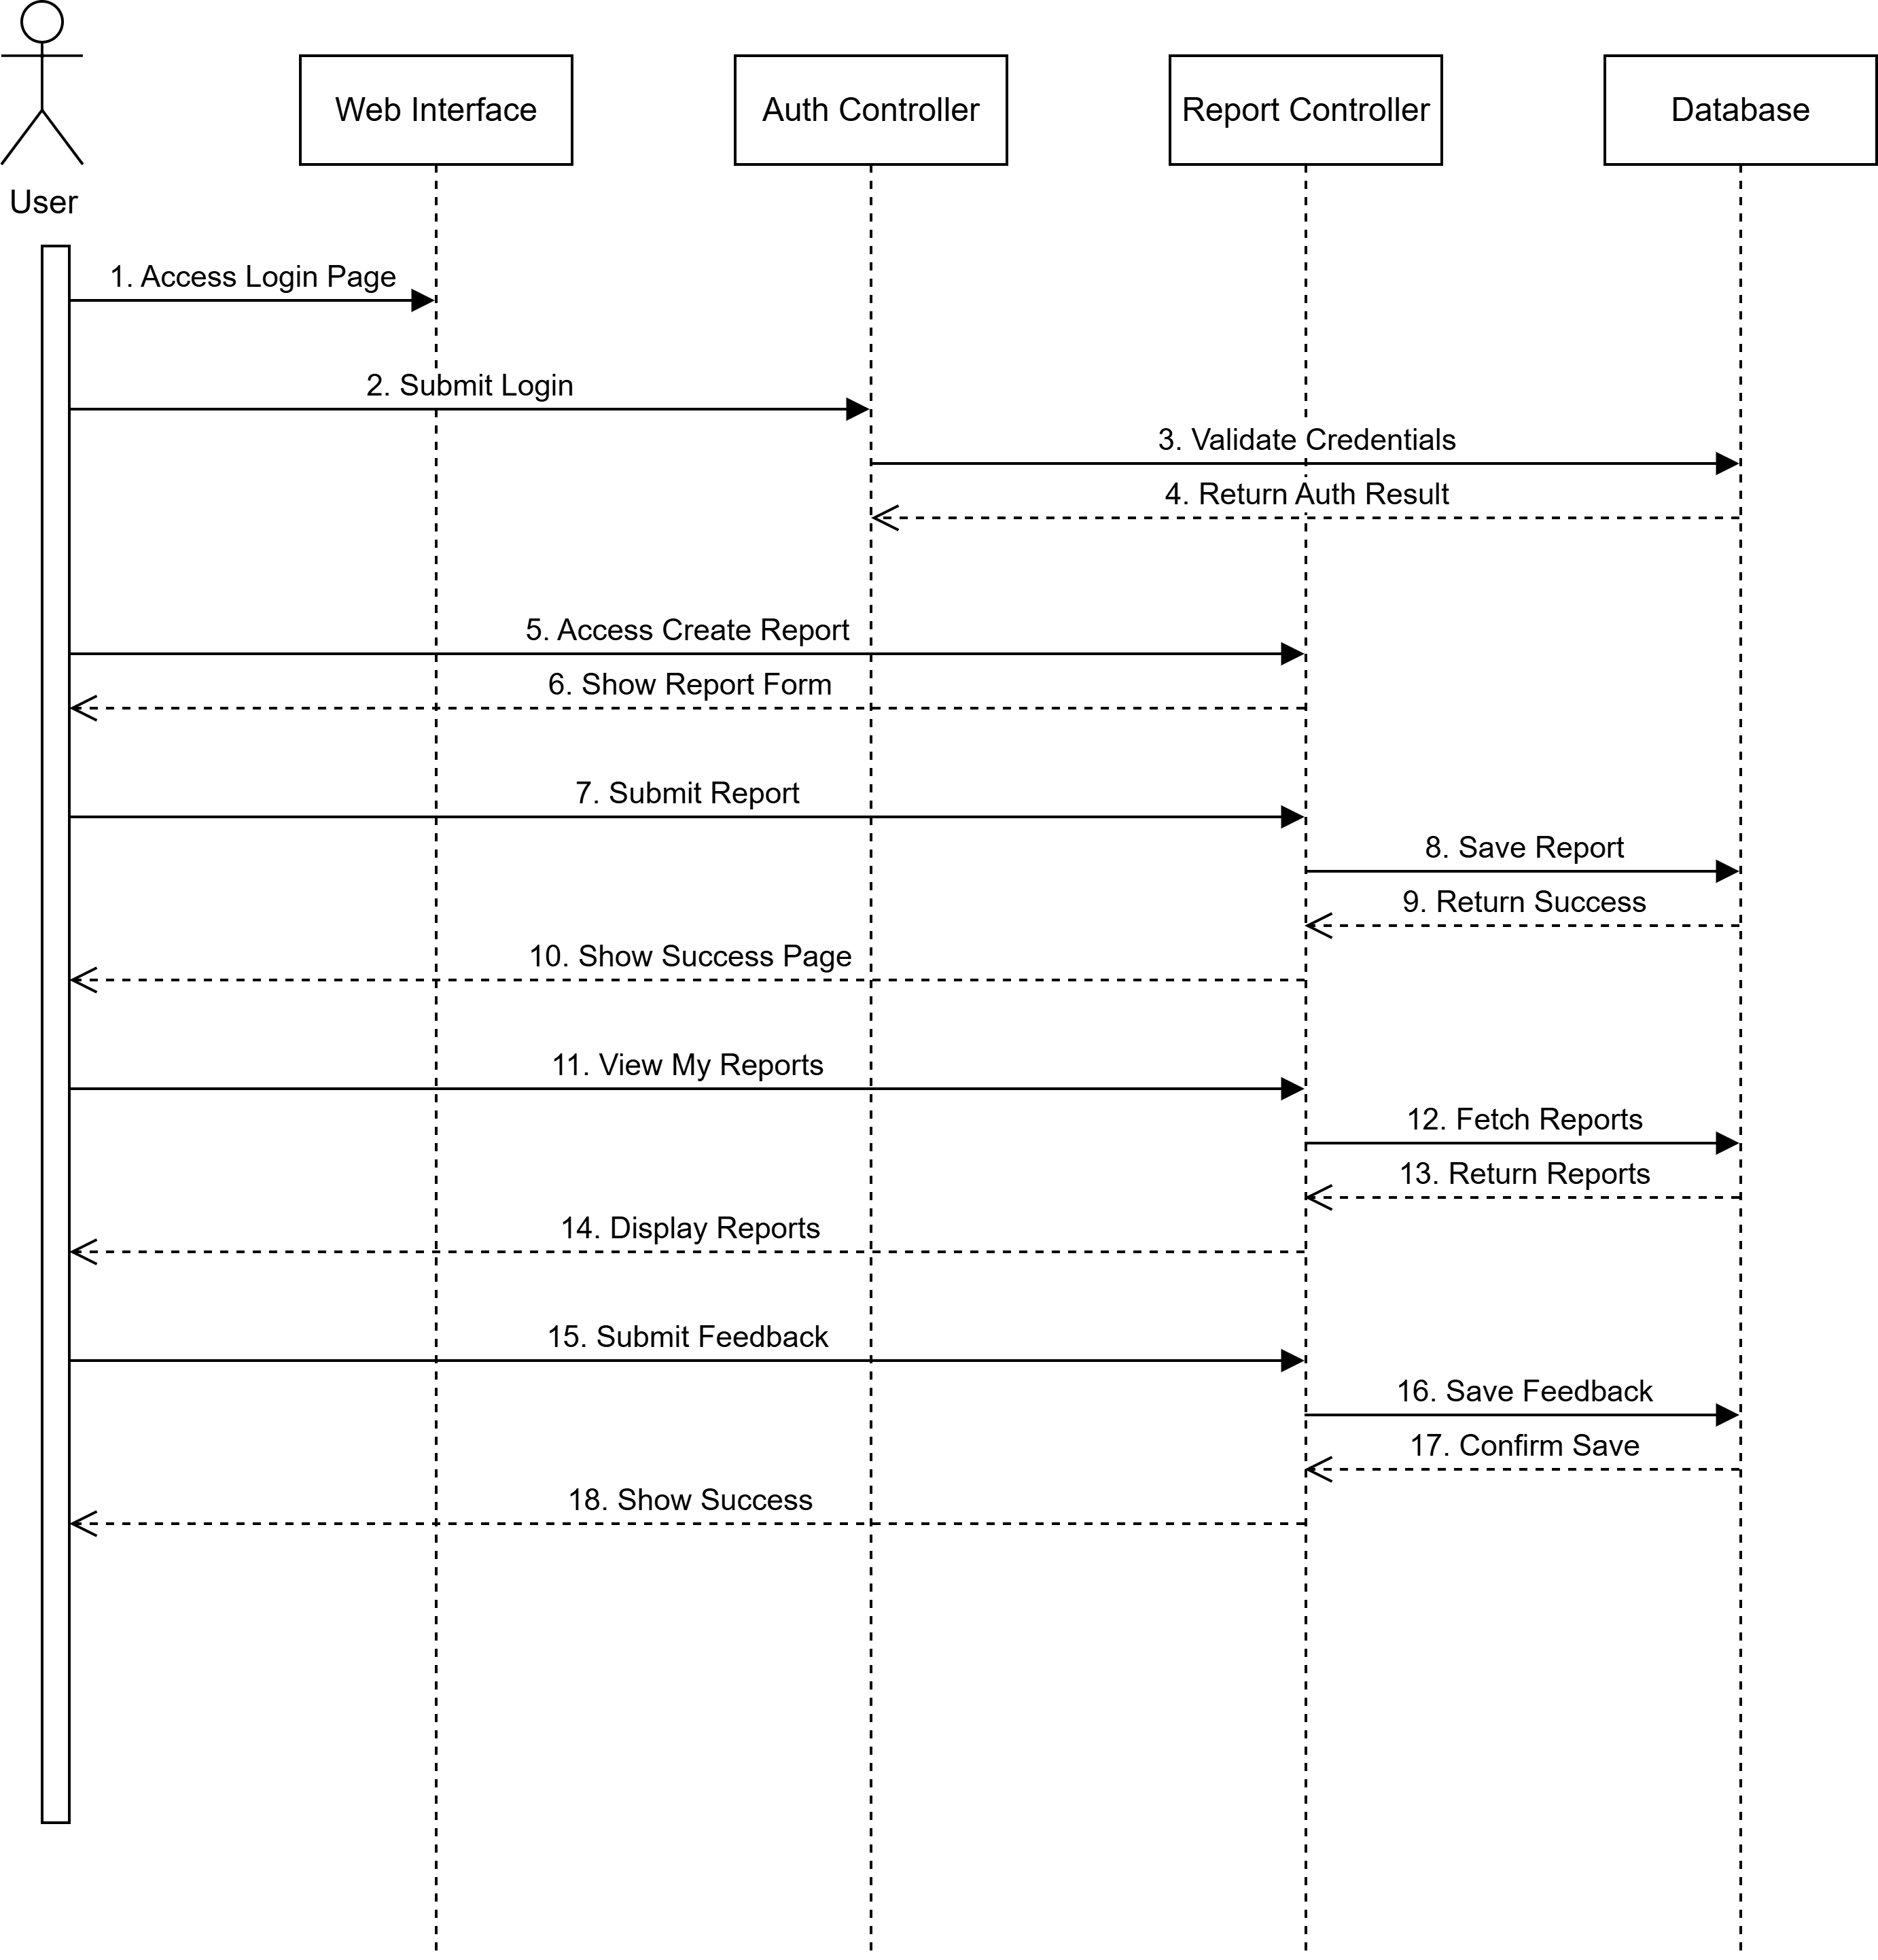 Web Interface
Auth Controller
Report Controller
Database
User
1. Access Login Page
2. Submit Login
3. Validate Credentials
4. Return Auth Result
5. Access Create Report
6. Show Report Form
7. Submit Report
8. Save Report
9. Return Success
10. Show Success Page
11. View My Reports
12. Fetch Reports
13. Return Reports
14. Display Reports
15. Submit Feedback
16. Save Feedback
17. Confirm Save
18. Show Success